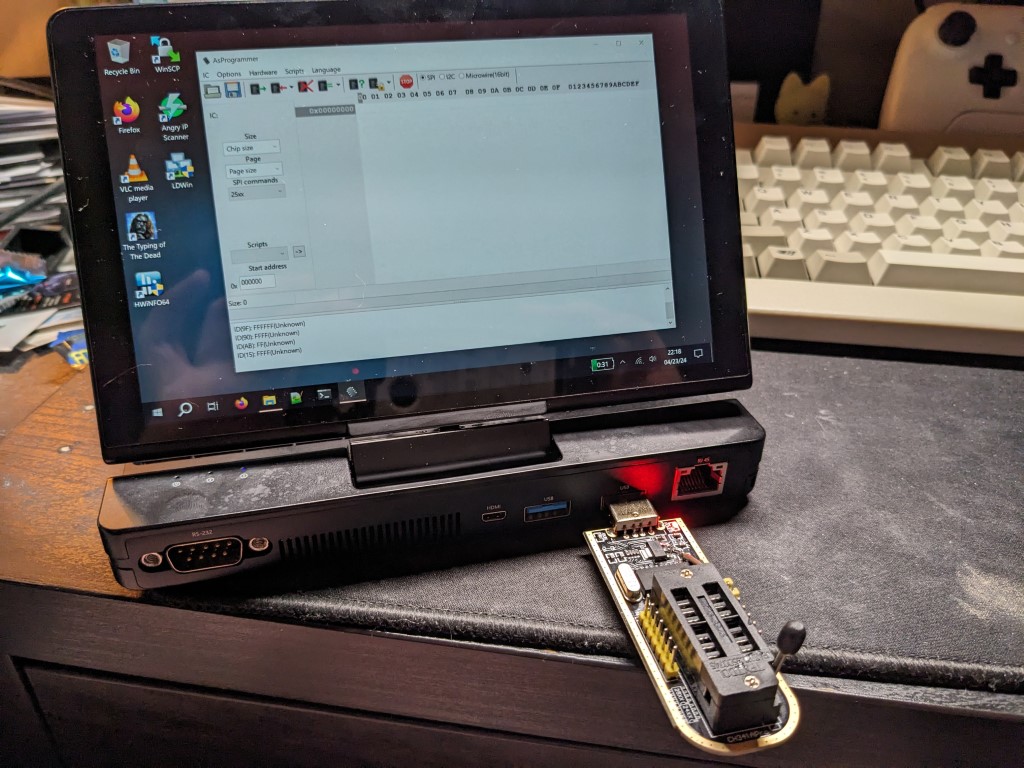 AsProgrammer
IC Options Hardware Scripts Language
SPI I2C Microwire(16bit)
00 01 02 03 04 05 06 07 08 09 0A 0B 0C 0D 0E 0F 0123456789ABCDEF
0x00000000
IC:
Size
Chip size
Page
Page size
SPI commands
25xx
Scripts
->
Start address
0x 000000
Size: 0
ID(9F): FFFFFF(Unknown)
ID(90): FFFF(Unknown)
ID(AB): FF(Unknown)
ID(15): FFFF(Unknown)
Recycle Bin
WinSCP
Firefox
Angry IP
Scanner
VLC media
player
LDWin
The Typing of
The Dead
HWiNFO64
0:31
22:18
04/23/24
RS-232
HDMI
USB